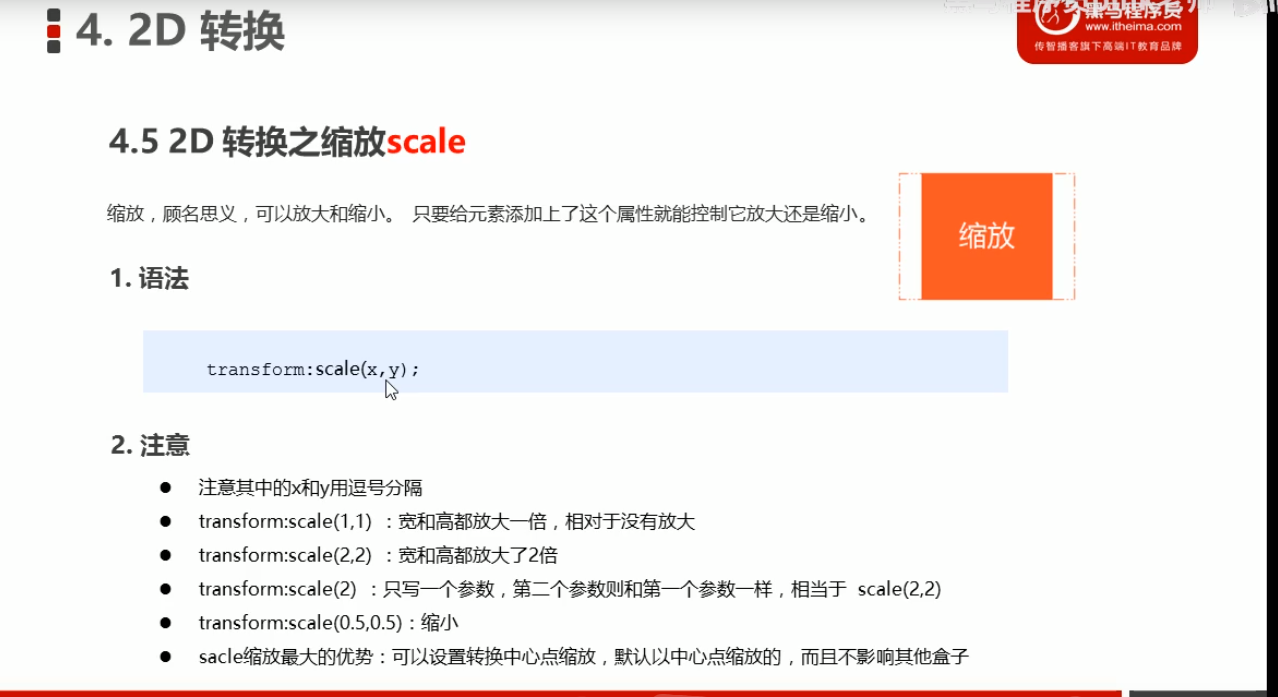 4. 2D 转换
黑马程序员
www.itheima.com
传智播客旗下高端IT教育品牌
4.5 2D 转换之缩放scale
缩放，顾名思义，可以放大和缩小。 只要给元素添加上了这个属性就能控制它放大还是缩小。
缩放
1. 语法
transform:scale(x,y);
2. 注意
注意其中的x和y用逗号分隔
transform:scale(1,1) ：宽和高都放大一倍，相对于没有放大
transform:scale(2,2) ：宽和高都放大了2倍
transform:scale(2) ：只写一个参数，第二个参数则和第一个参数一样，相当于 scale(2,2)
transform:scale(0.5,0.5)：缩小
sacle缩放最大的优势：可以设置转换中心点缩放，默认以中心点缩放的，而且不影响其他盒子